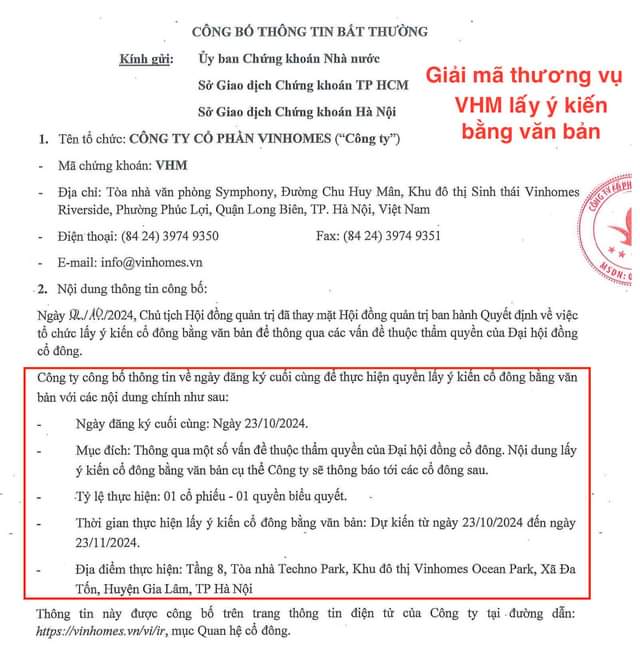 CÔNG BỐ THÔNG TIN BẤT THƯỜNG
Kính gửi: Ủy ban Chứng khoán Nhà nước
Sở Giao dịch Chứng khoán TP HCM
Sở Giao dịch Chứng khoán Hà Nội
Giải mã thương vụ
VHM lấy ý kiến
bằng văn bản
1. Tên tổ chức: CÔNG TY CỔ PHẦN VINHOMES (“Công ty”)
- Mã chứng khoán: VHM
- Địa chỉ: Tòa nhà văn phòng Symphony, Đường Chu Huy Mân, Khu đô thị Sinh thái Vinhomes
Riverside, Phường Phúc Lợi, Quận Long Biên, TP. Hà Nội, Việt Nam
- Điện thoại: (84 24) 3974 9350 Fax: (84 24) 3974 9351
- E-mail: info@vinhomes.vn
CÔNG TY CỔ PH
MSDN: 0
2. Nội dung thông tin công bố:
Ngày /10/2024, Chủ tịch Hội đồng quản trị đã thay mặt Hội đồng quản trị ban hành Quyết định về việc
tổ chức lấy ý kiến cổ đông bằng văn bản để thông qua các vấn đề thuộc thẩm quyền của Đại hội đồng
cổ đông.
Công ty công bố thông tin về ngày đăng ký cuối cùng để thực hiện quyền lấy ý kiến cổ đông bằng văn
bản với các nội dung chính như sau:
- Ngày đăng ký cuối cùng: Ngày 23/10/2024.
- Mục đích: Thông qua một số vấn đề thuộc thẩm quyền của Đại hội đồng cổ đông. Nội dung lấy
ý kiến cổ đông bằng văn bản cụ thể Công ty sẽ thông báo tới các cổ đông sau.
- Tỷ lệ thực hiện: 01 cổ phiếu - 01 quyền biểu quyết.
- Thời gian thực hiện lấy ý kiến cổ đông bằng văn bản: Dự kiến từ ngày 23/10/2024 đến ngày
23/11/2024.
- Địa điểm thực hiện: Tầng 8, Tòa nhà Techno Park, Khu đô thị Vinhomes Ocean Park, Xã Đa
Tốn, Huyện Gia Lâm, TP Hà Nội
Thông tin này được công bố trên trang thông tin điện tử của Công ty tại đường dẫn:
https://vinhomes.vn/vi/ir, mục Quan hệ cổ đông.